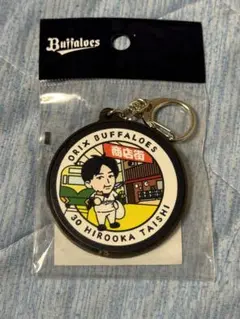 Buffaloes
ORIX BUFFALOES
商店街
30 HIROOKA TAISHI